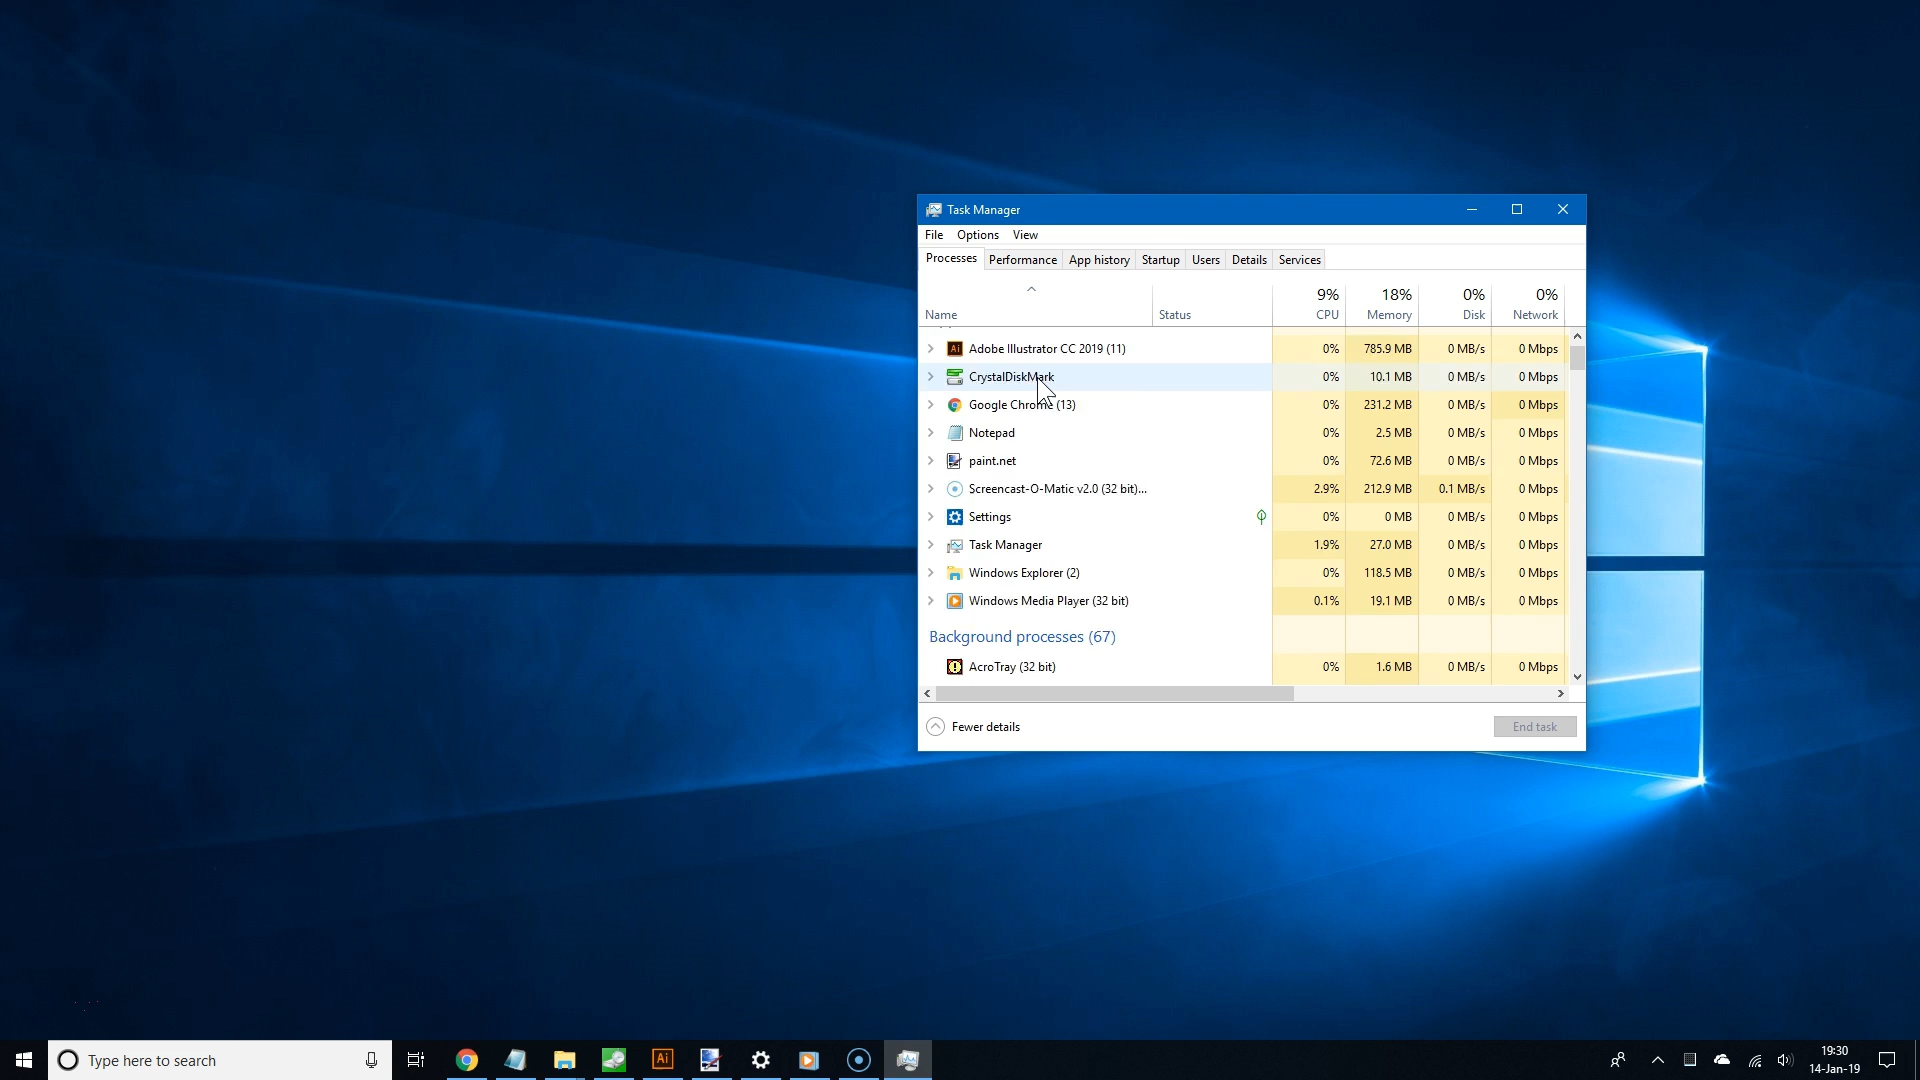 Task Manager
File Options View
Processes Performance App history Startup Users Details Services
9% 18% 0% 0%
Name Status CPU Memory Disk Network
Adobe Illustrator CC 2019 (11) 0% 785.9 MB 0 MB/s 0 Mbps
CrystalDiskMark 0% 10.1 MB 0 MB/s 0 Mbps
Google Chrome (13) 0% 231.2 MB 0 MB/s 0 Mbps
Notepad 0% 2.5 MB 0 MB/s 0 Mbps
paint.net 0% 72.6 MB 0 MB/s 0 Mbps
Screencast-O-Matic v2.0 (32 bit)... 2.9% 212.9 MB 0.1 MB/s 0 Mbps
Settings 0% 0 MB 0 MB/s 0 Mbps
Task Manager 1.9% 27.0 MB 0 MB/s 0 Mbps
Windows Explorer (2) 0% 118.5 MB 0 MB/s 0 Mbps
Windows Media Player (32 bit) 0.1% 19.1 MB 0 MB/s 0 Mbps
Background processes (67)
AcroTray (32 bit) 0% 1.6 MB 0 MB/s 0 Mbps
Fewer details End task
Type here to search
Ai
19:30
14-Jan-19